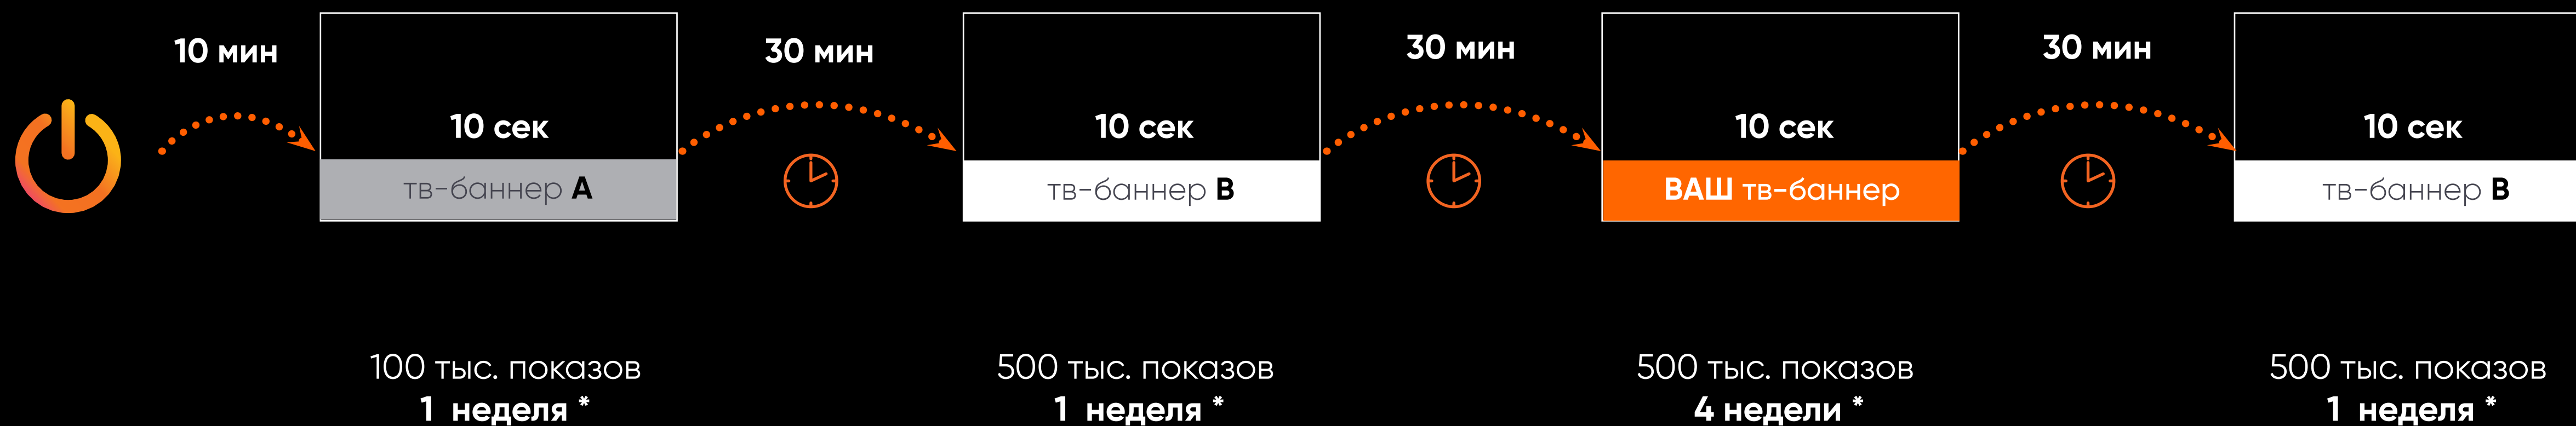 10 мин
10 сек
тв-баннер A
100 тыс. показов
1 неделя *
30 мин
10 сек
тв-баннер B
500 тыс. показов
1 неделя *
30 мин
10 сек
ВАШ тв-баннер
500 тыс. показов
4 недели *
30 мин
10 сек
тв-баннер B
500 тыс. показов
1 неделя *